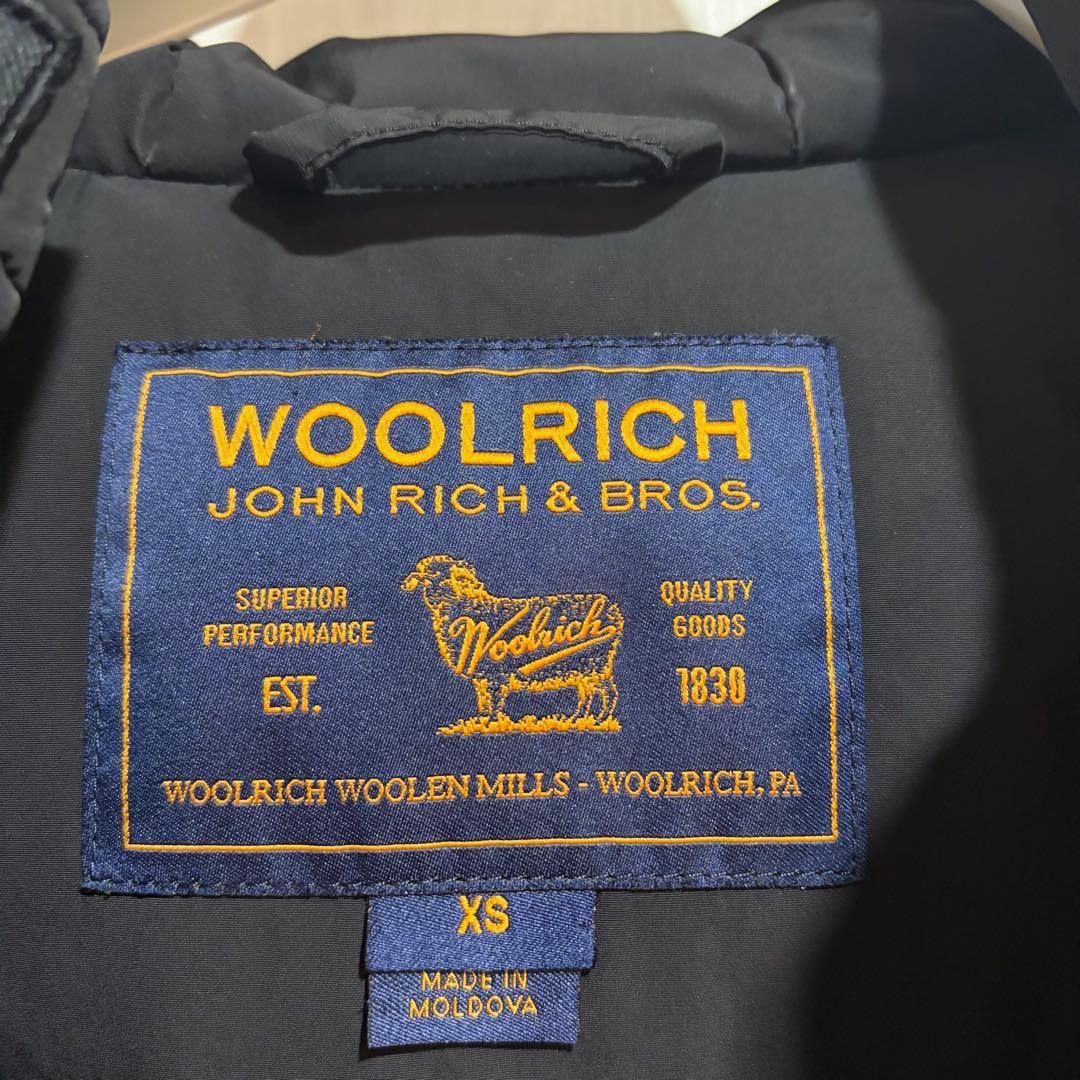 WOOLRICH
JOHN RICH & BROS.
SUPERIOR
PERFORMANCE
EST.
Woolrich
QUALITY
GOODS
1830
WOOLRICH WOOLEN MILLS - WOOLRICH, PA
XS
MADE IN
MOLDOVA